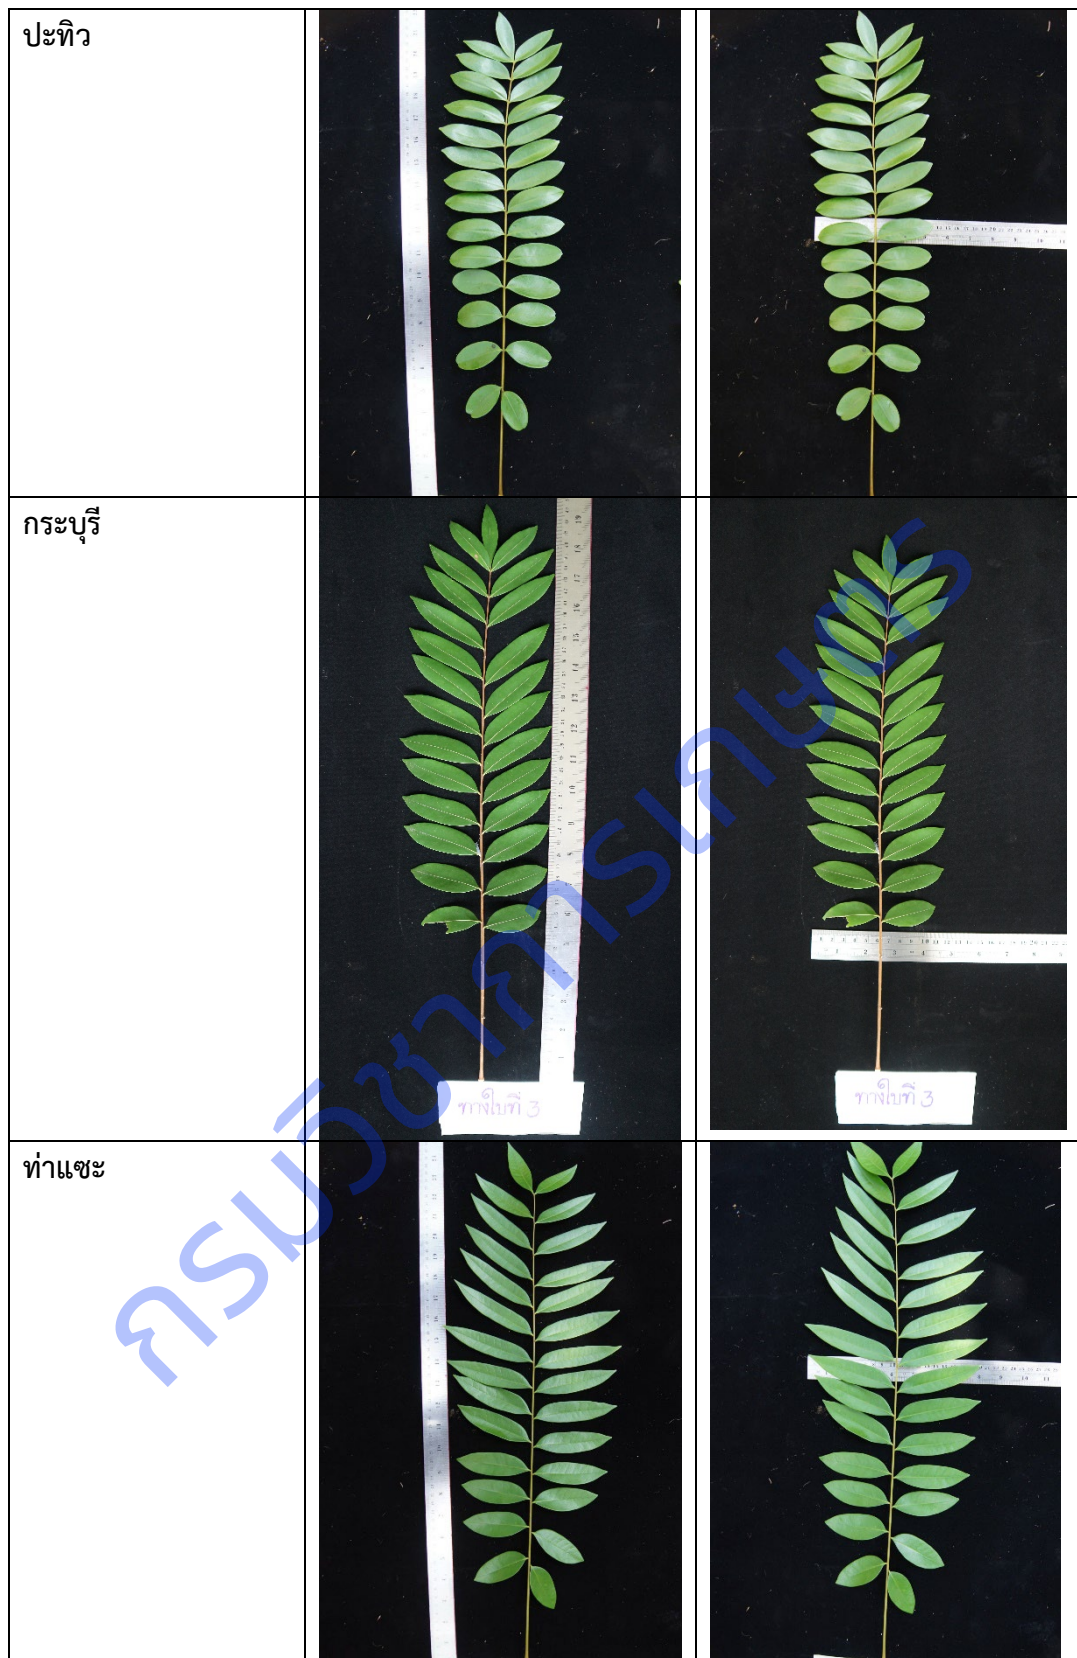 ปะทิว
กระบุรี
ทางใบที่ 3
ทางใบที่ 3
ท่าแซะ
กรมวิชาการเกษตร